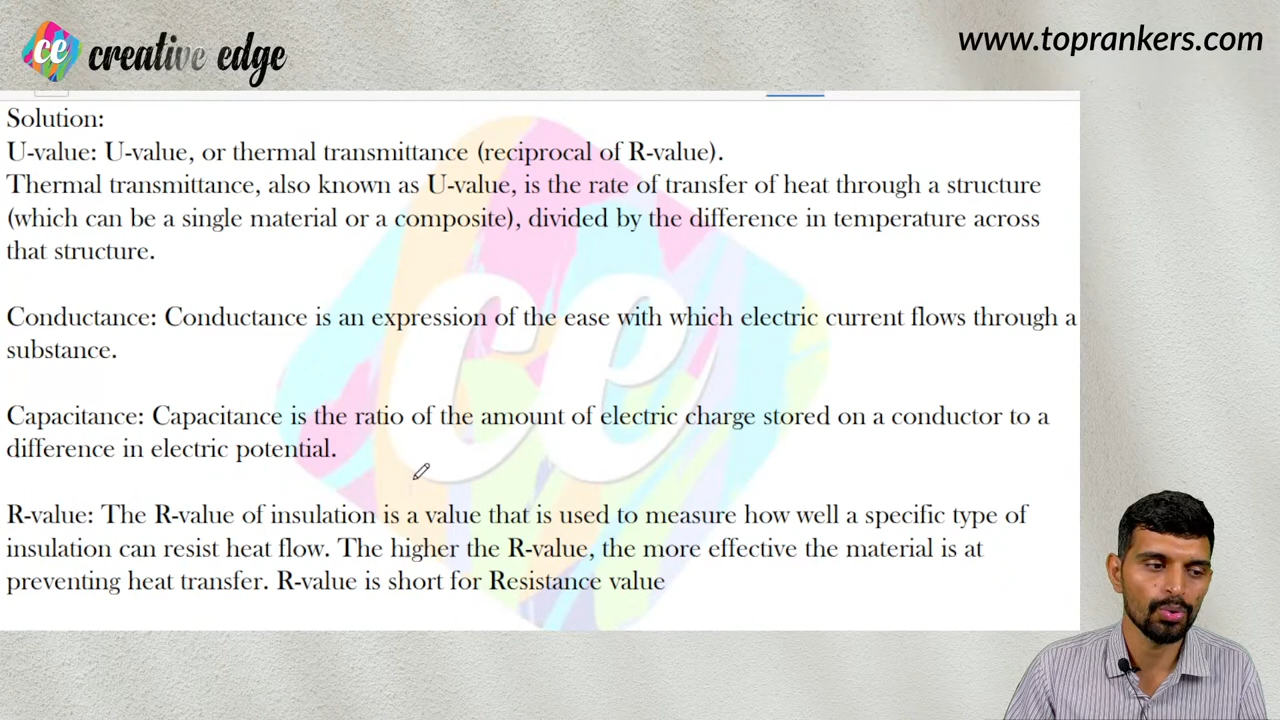 ce creative edge
www.toprankers.com
Solution:
U-value: U-value, or thermal transmittance (reciprocal of R-value).
Thermal transmittance, also known as U-value, is the rate of transfer of heat through a structure
(which can be a single material or a composite), divided by the difference in temperature across
that structure.
Conductance: Conductance is an expression of the ease with which electric current flows through a
substance.
Capacitance: Capacitance is the ratio of the amount of electric charge stored on a conductor to a
difference in electric potential.
R-value: The R-value of insulation is a value that is used to measure how well a specific type of
insulation can resist heat flow. The higher the R-value, the more effective the material is at
preventing heat transfer. R-value is short for Resistance value
ce